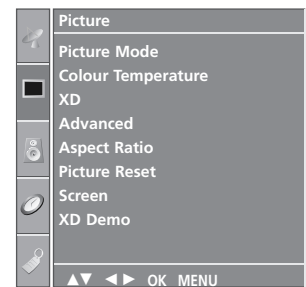 Picture
Picture Mode
Colour Temperature
XD
Advanced
Aspect Ratio
Picture Reset
Screen
XD Demo
▲▼ ◄► OK MENU